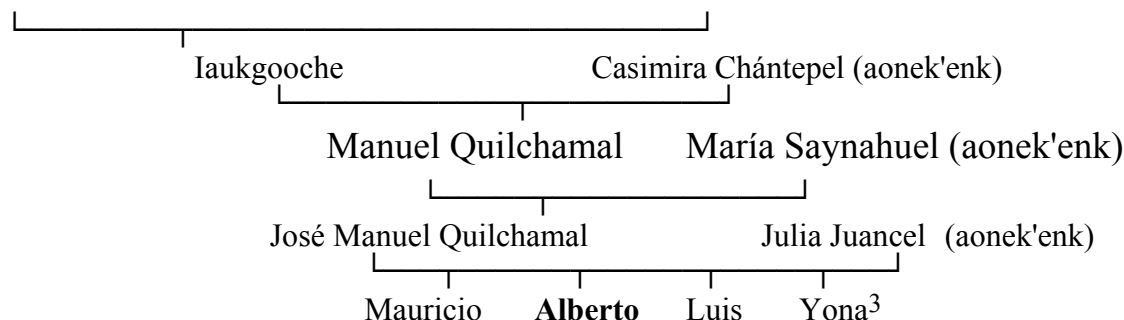 Iaukgooche Casimira Chántepel (aonek'enk)
Manuel Quilchamal María Saynahuel (aonek'enk)
José Manuel Quilchamal Julia Juancel (aonek'enk)
Mauricio Alberto Luis Yona3